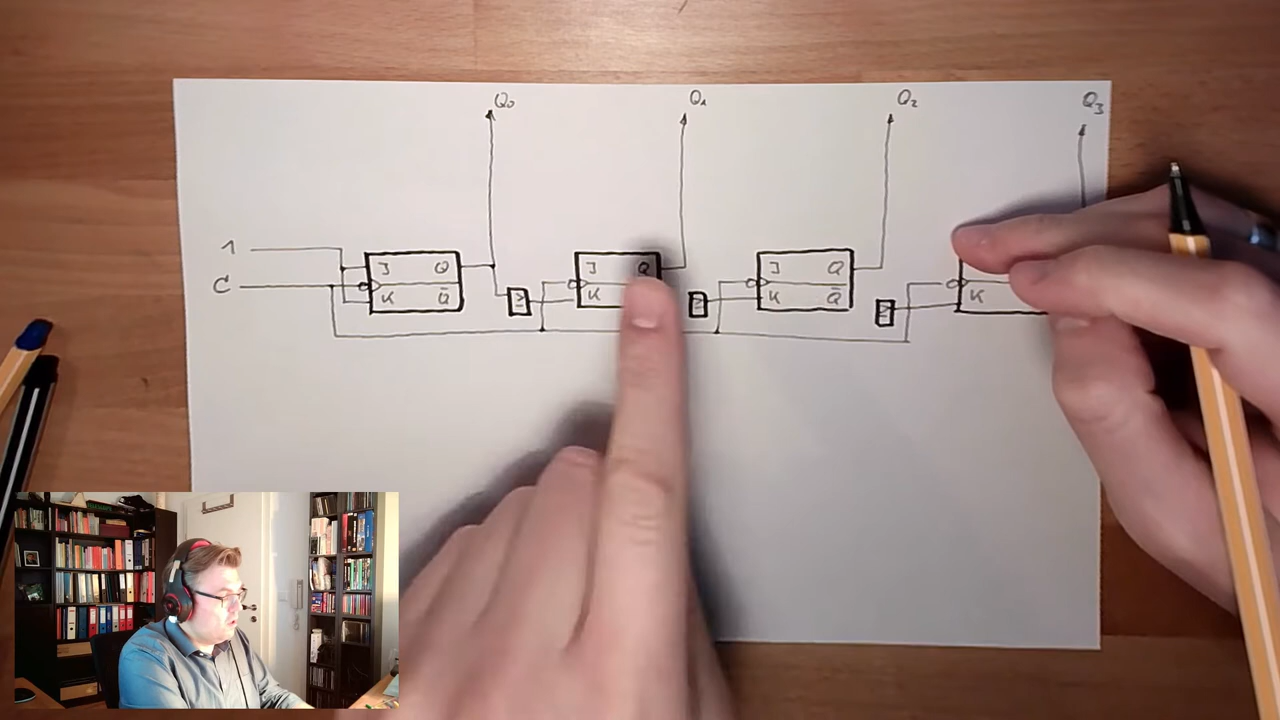 Q0 Q1 Q2 Q3
1 J Q J Q J Q
C K Q̅ K K Q̅ K
≥ ≥ ≥